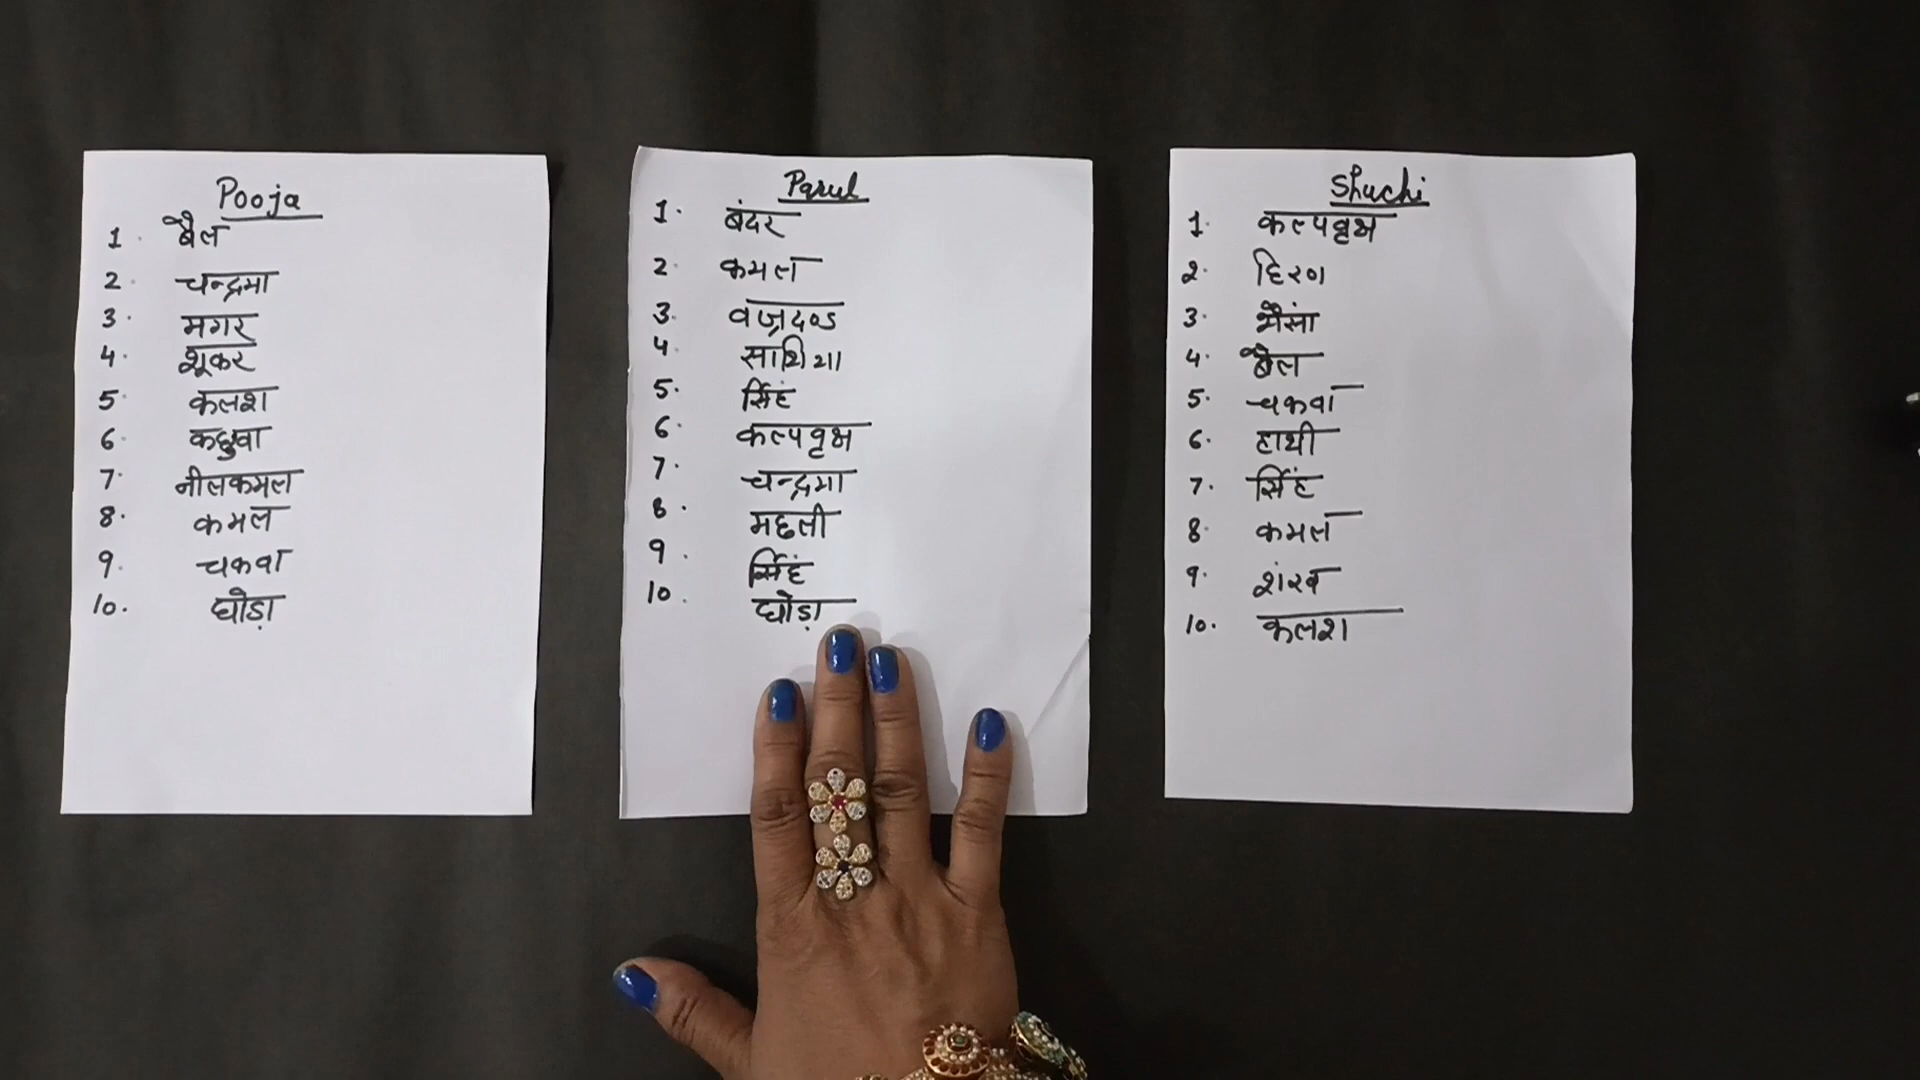 Pooja
1. बैल
2. चन्द्रमा
3. मगर
4. शूकर
5. कलश
6. कछुवा
7. नीलकमल
8. कमल
9. चकवा
10. घोड़ा
Parul
1. बंदर
2. कमल
3. वज्रदण्ड
4. साथिया
5. सिंह
6. कल्पवृक्ष
7. चन्द्रमा
8. मछली
9. सिंह
10. घोड़ा
Shuchi
1. कल्पवृक्ष
2. हिरण
3. भैंसा
4. बैल
5. चकवा
6. हाथी
7. सिंह
8. कमल
9. शंख
10. कलश